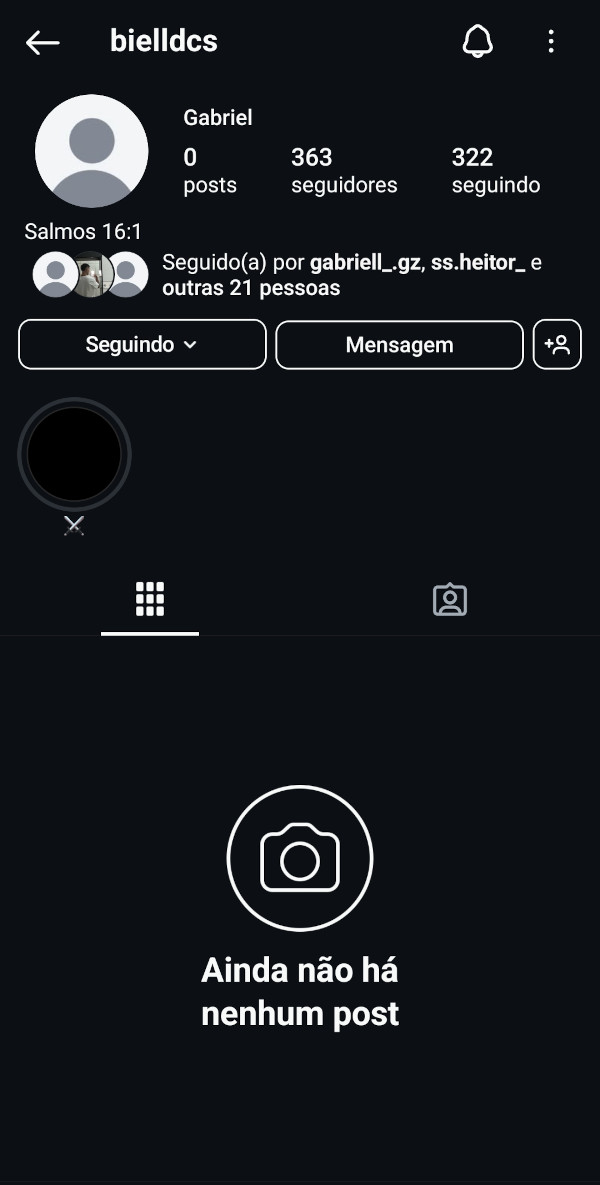 bielldcs
Gabriel
0 363 322
posts seguidores seguindo
Salmos 16:1
Seguido(a) por gabriell_.gz, ss.heitor_ e
outras 21 pessoas
Seguindo Mensagem
⚔
Ainda não há
nenhum post